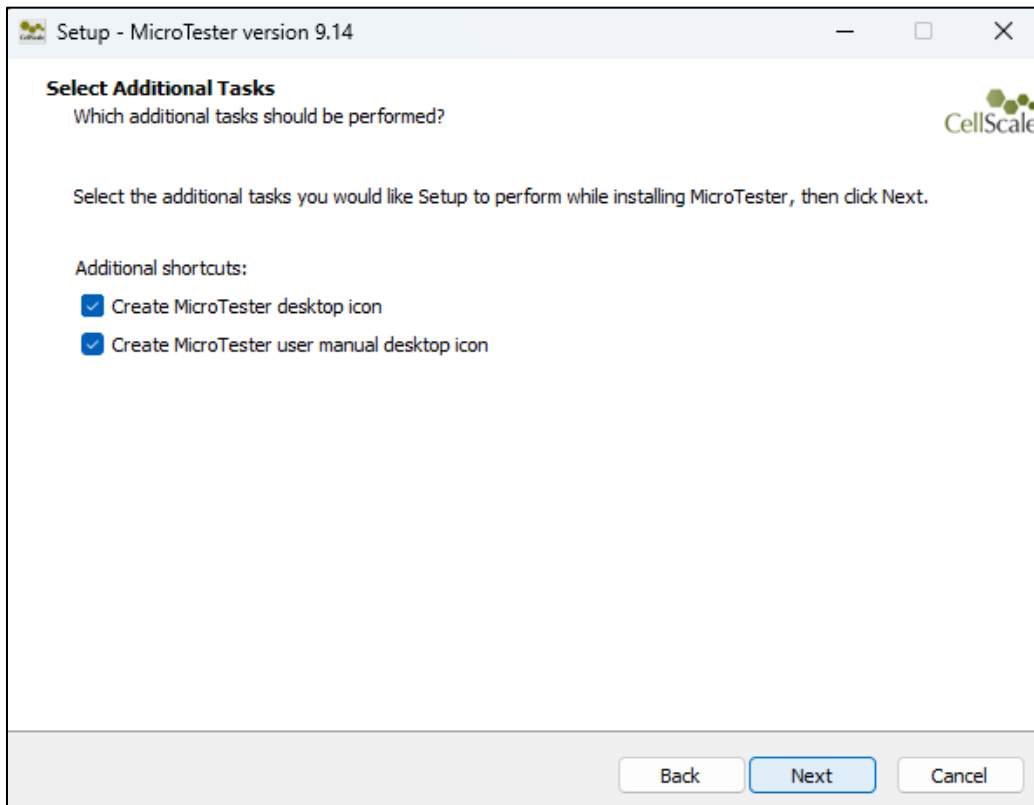 Setup - MicroTester version 9.14
Select Additional Tasks
Which additional tasks should be performed?
CellScale
Select the additional tasks you would like Setup to perform while installing MicroTester, then click Next.
Additional shortcuts:
Create MicroTester desktop icon
Create MicroTester user manual desktop icon
Back Next Cancel